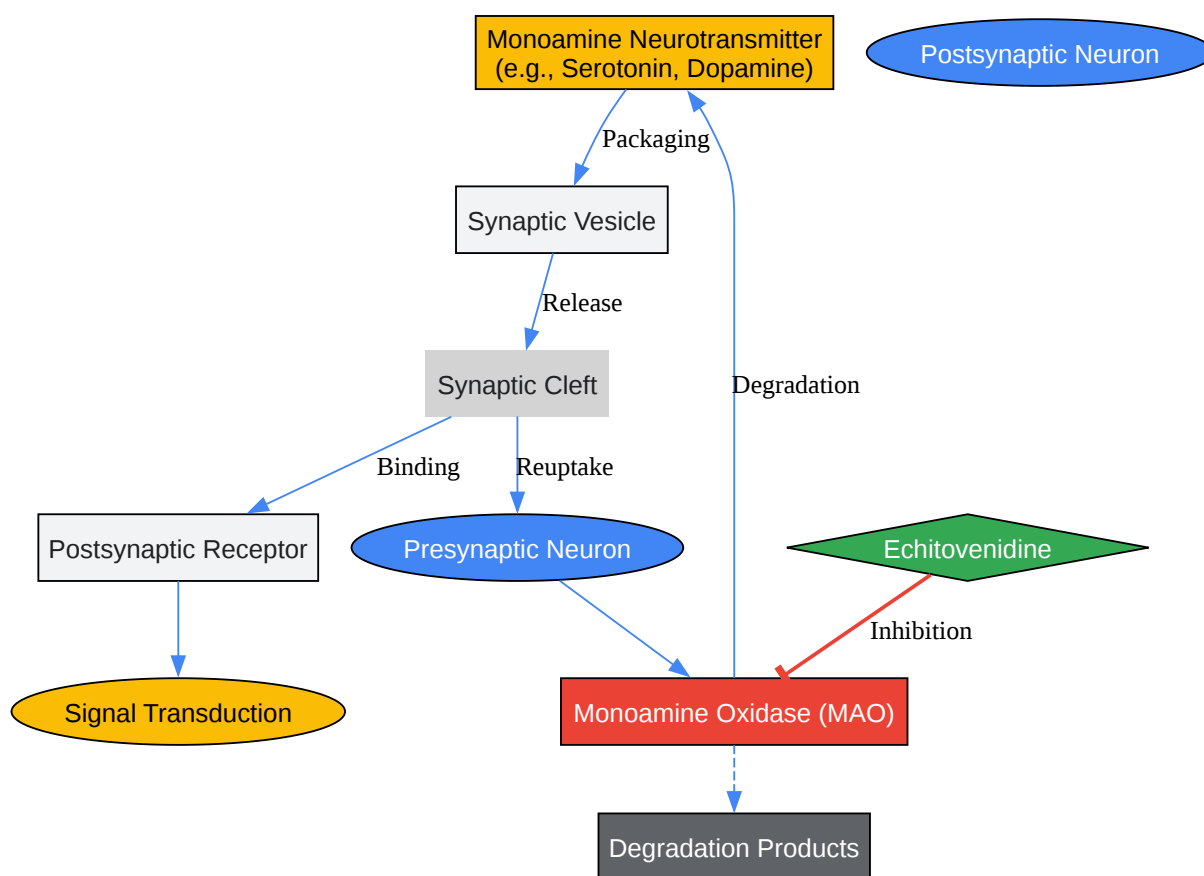 Monoamine Neurotransmitter
(e.g., Serotonin, Dopamine)
Postsynaptic Neuron
Packaging
Synaptic Vesicle
Release
Synaptic Cleft
Degradation
Binding
Reuptake
Postsynaptic Receptor
Presynaptic Neuron
Echitovenidine
Inhibition
Signal Transduction
Monoamine Oxidase (MAO)
Degradation Products